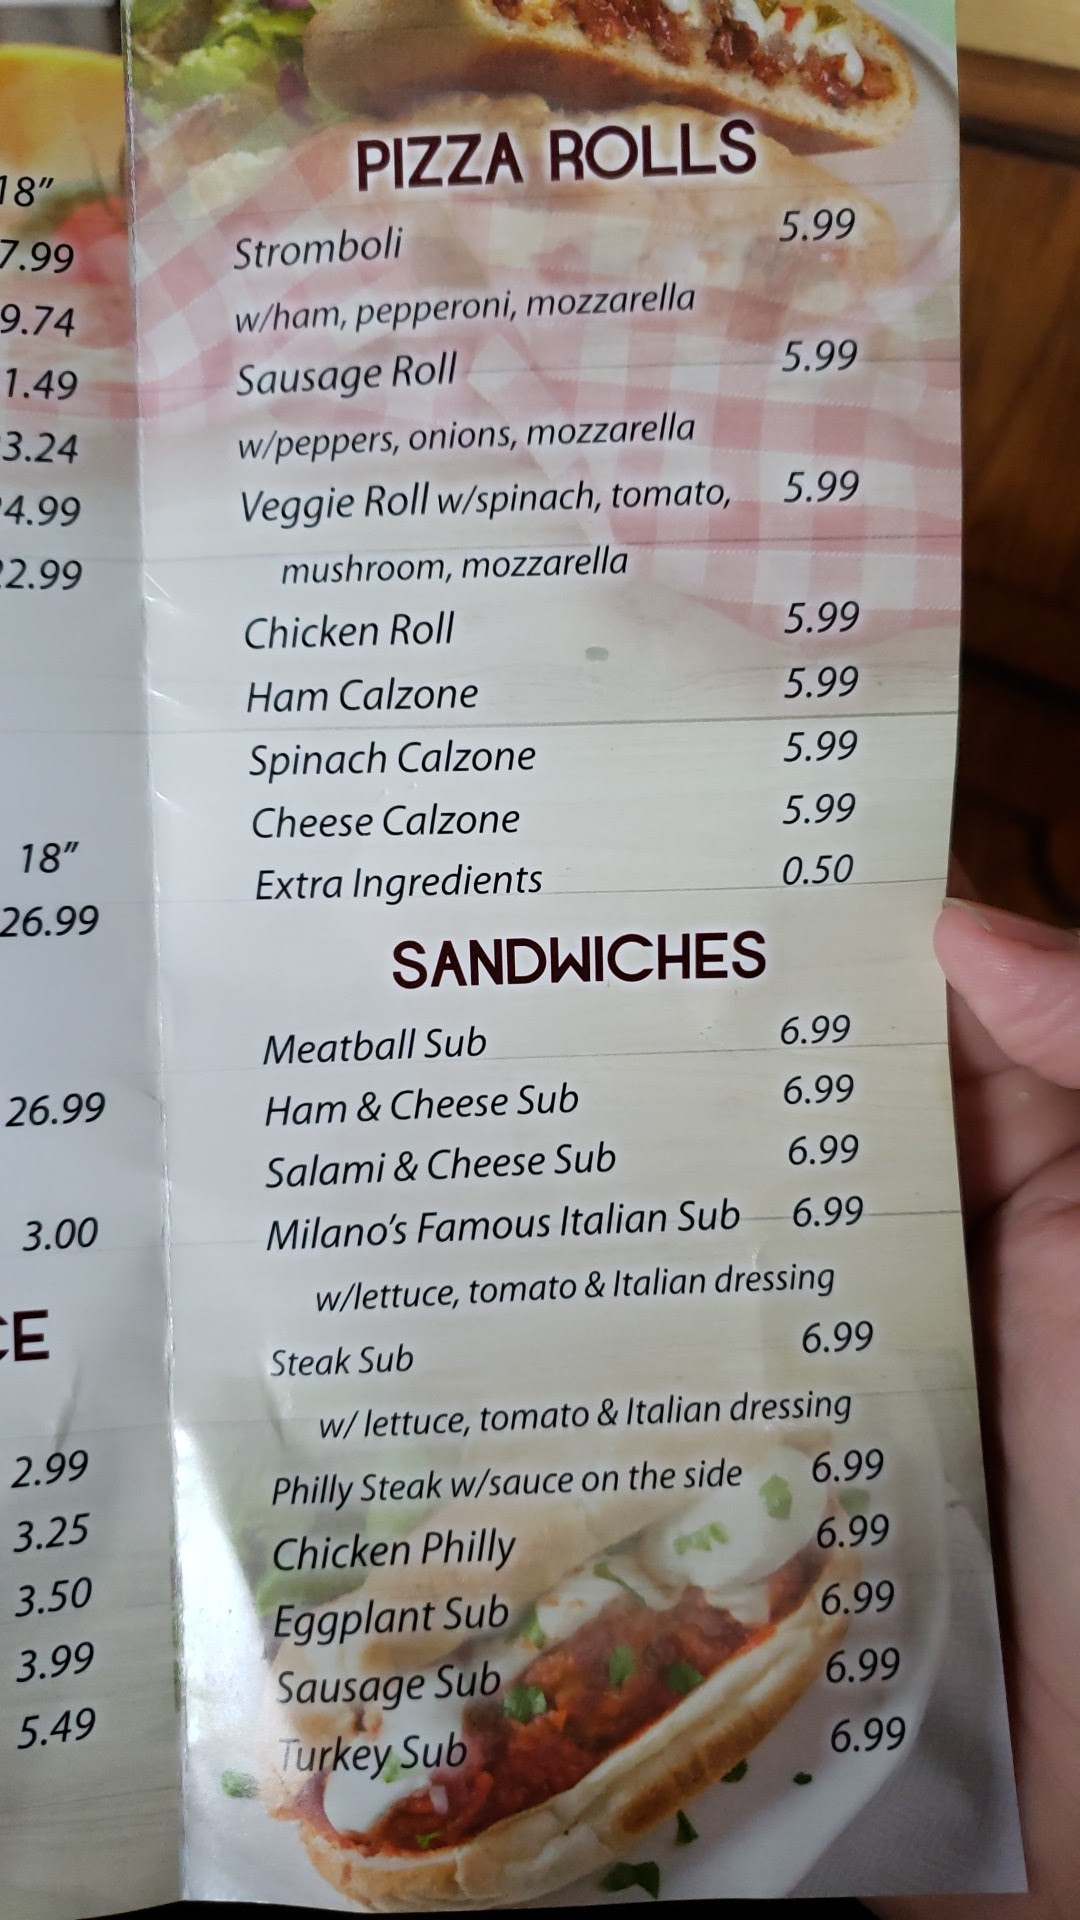 18"
7.99
9.74
1.49
3.24
4.99
2.99
18"
26.99
26.99
3.00
CE
2.99
3.25
3.50
3.99
5.49
PIZZA ROLLS
Stromboli 5.99
w/ham, pepperoni, mozzarella
Sausage Roll 5.99
w/peppers, onions, mozzarella
Veggie Roll w/spinach, tomato, 5.99
mushroom, mozzarella
Chicken Roll 5.99
Ham Calzone 5.99
Spinach Calzone 5.99
Cheese Calzone 5.99
Extra Ingredients 0.50
SANDWICHES
Meatball Sub 6.99
Ham & Cheese Sub 6.99
Salami & Cheese Sub 6.99
Milano's Famous Italian Sub 6.99
w/lettuce, tomato & Italian dressing
Steak Sub 6.99
w/ lettuce, tomato & Italian dressing
Philly Steak w/sauce on the side 6.99
Chicken Philly 6.99
Eggplant Sub 6.99
Sausage Sub 6.99
Turkey Sub 6.99